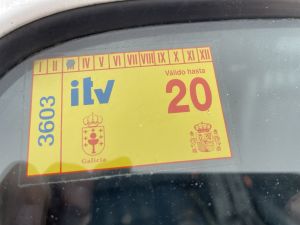 I II IV V VI VII VIII IX X XI XII
3603
itv
Válido hasta
20
Galicia